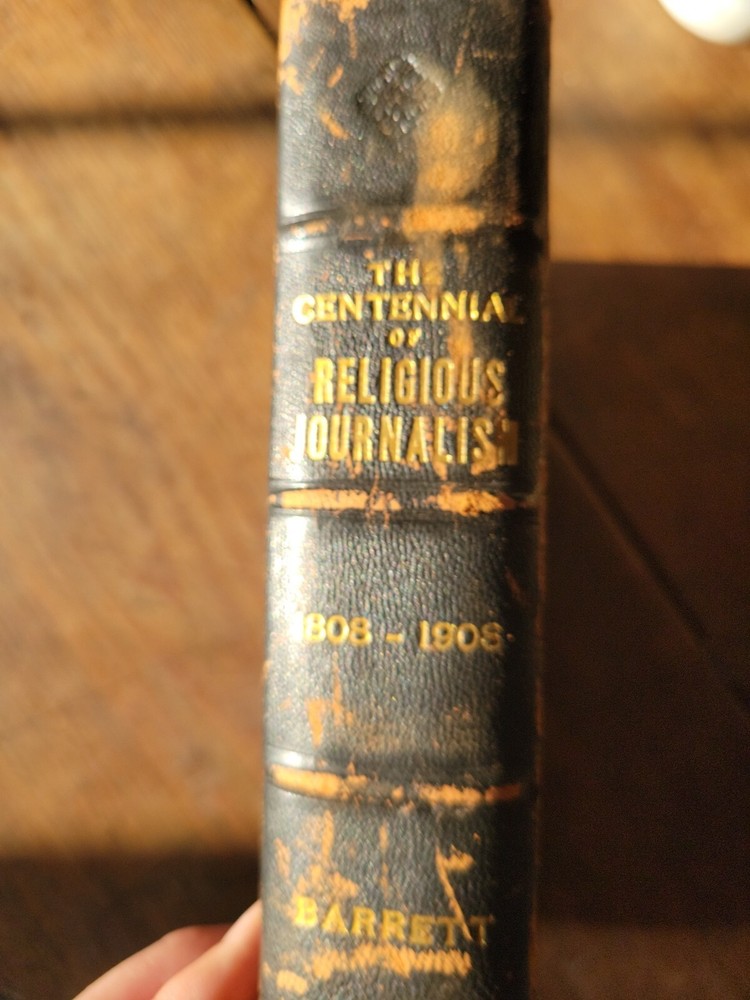 THE
CENTENNIAL
OF
RELIGIOUS
JOURNALISM
1808 - 1908
BARRETT